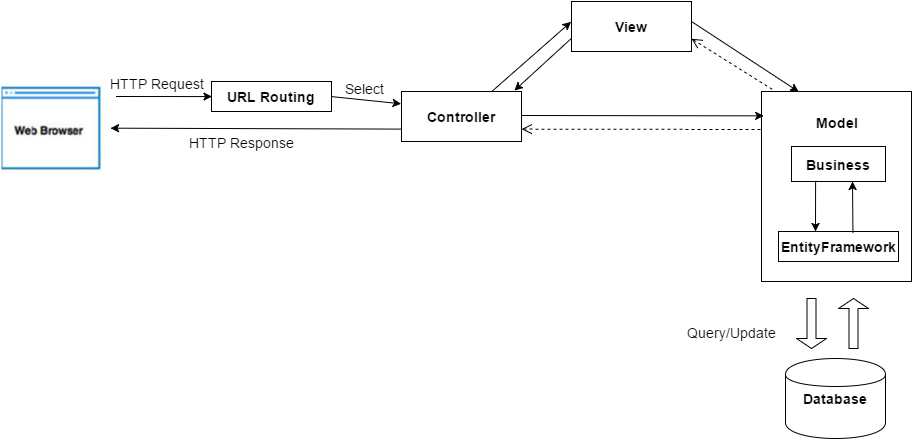 View
HTTP Request
URL Routing
Select
Web Browser
Controller
HTTP Response
Model
Business
EntityFramework
Query/Update
Database